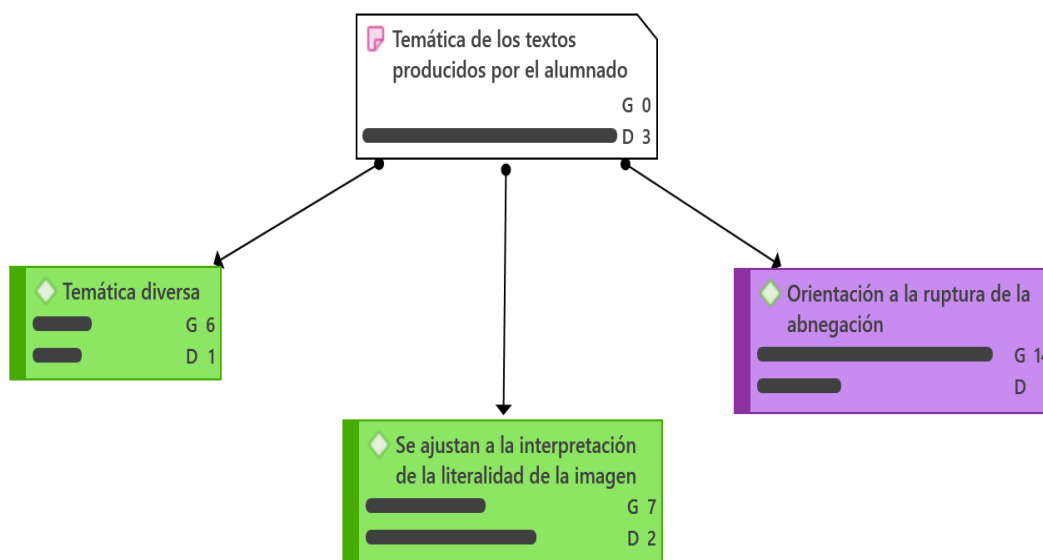 Temática de los textos
producidos por el alumnado
G 0
D 3
Temática diversa
G 6
D 1
Orientación a la ruptura de la
abnegación
G 14
D
Se ajustan a la interpretación
de la literalidad de la imagen
G 7
D 2